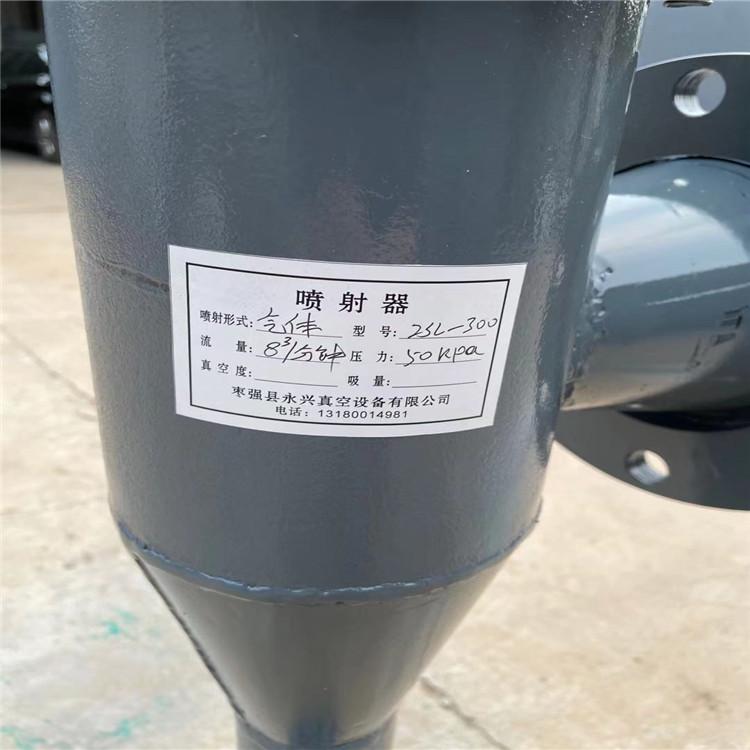 喷射器
喷射形式: 气体 型号: ZSL-300
流量: 8³/分钟 压力: 50Kpa
真空度: 吸量:
枣强县永兴真空设备有限公司
电话: 13180014981